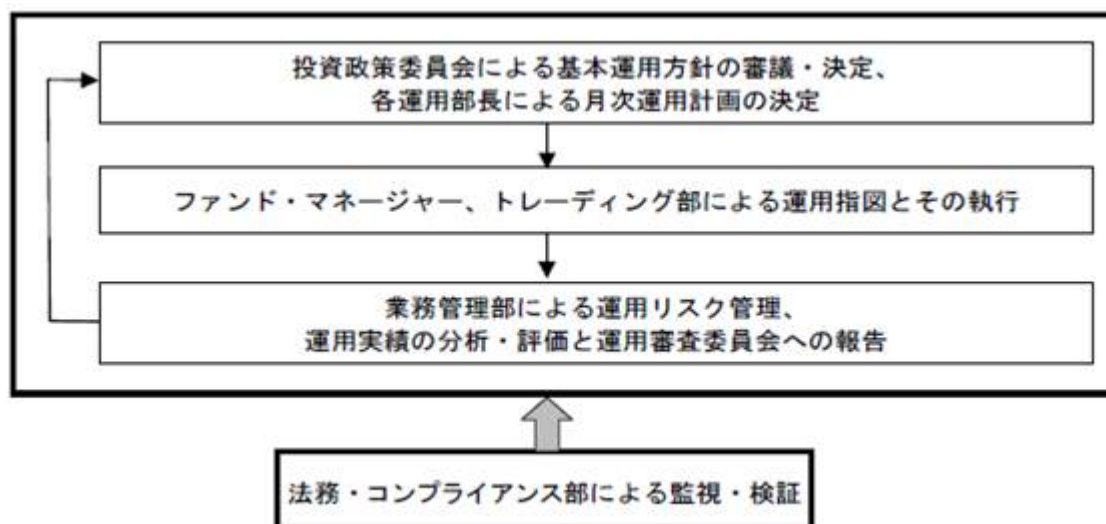 投資政策委員会による基本運用方針の審議・決定、
各運用部長による月次運用計画の決定
ファンド・マネージャー、トレーディング部による運用指図とその執行
業務管理部による運用リスク管理、
運用実績の分析・評価と運用審査委員会への報告
法務・コンプライアンス部による監視・検証